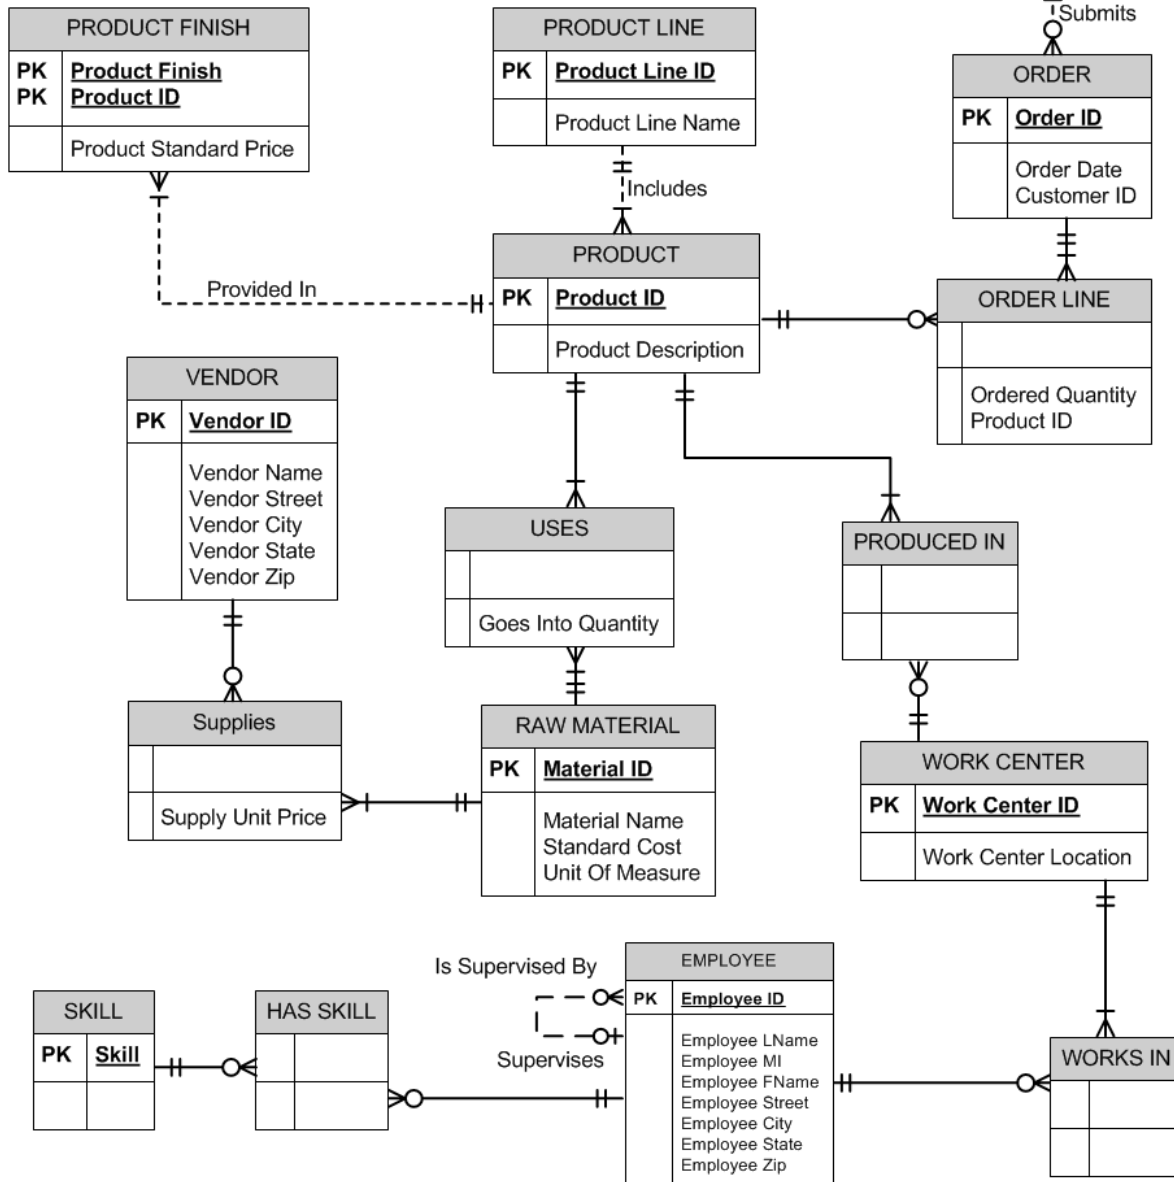 Submits
PRODUCT FINISH
PK Product Finish
PK Product ID
Product Standard Price
PRODUCT LINE
PK Product Line ID
Product Line Name
ORDER
PK Order ID
Order Date
Customer ID
Includes
PRODUCT
PK Product ID
Product Description
Provided In
ORDER LINE
Ordered Quantity
Product ID
VENDOR
PK Vendor ID
Vendor Name
Vendor Street
Vendor City
Vendor State
Vendor Zip
USES
Goes Into Quantity
PRODUCED IN
Supplies
Supply Unit Price
RAW MATERIAL
PK Material ID
Material Name
Standard Cost
Unit Of Measure
WORK CENTER
PK Work Center ID
Work Center Location
SKILL
PK Skill
HAS SKILL
Is Supervised By
Supervises
EMPLOYEE
PK Employee ID
Employee LName
Employee MI
Employee FName
Employee Street
Employee City
Employee State
Employee Zip
WORKS IN